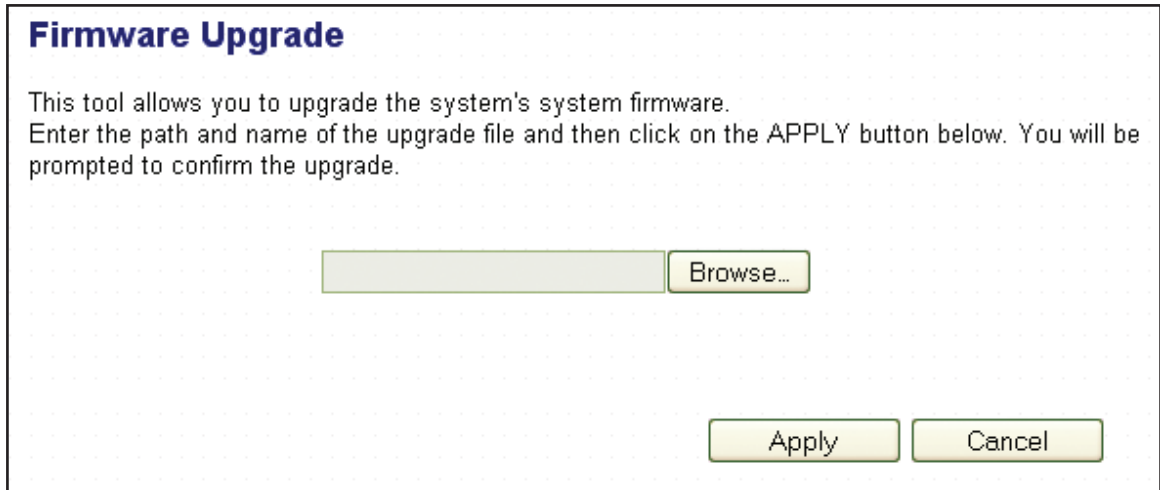 Firmware Upgrade
This tool allows you to upgrade the system's system firmware.
Enter the path and name of the upgrade file and then click on the APPLY button below. You will be
prompted to confirm the upgrade.
Browse...
Apply Cancel